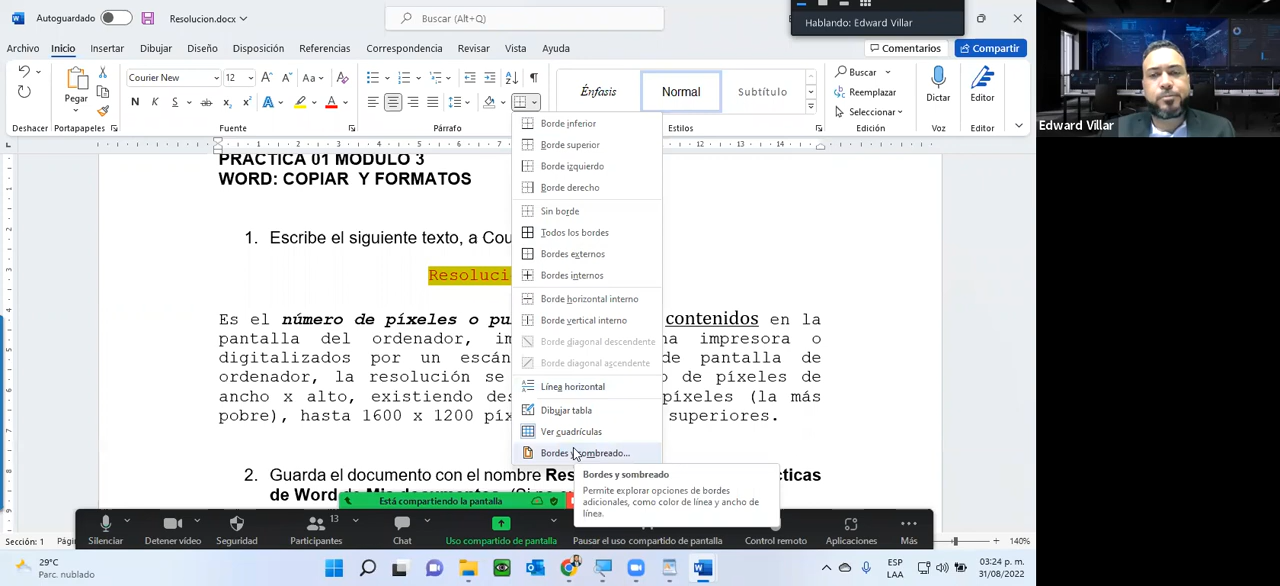 Autoguardado
Resolucion.docx
Buscar (Alt+Q)
Hablando: Edward Villar
Archivo Inicio Insertar Dibujar Diseño Disposición Referencias Correspondencia Revisar Vista Ayuda
Comentarios Compartir
Pegar
Courier New 12
Énfasis Normal Subtítulo
Buscar
Reemplazar
Seleccionar
Dictar Editor
Deshacer Portapapeles Fuente Párrafo Estilos Edición Voz Editor
Edward Villar
Borde inferior
Borde superior
Borde izquierdo
Borde derecho
Sin borde
Todos los bordes
Bordes externos
Bordes internos
Borde horizontal interno
Borde vertical interno
Borde diagonal descendente
Borde diagonal ascendente
Línea horizontal
Dibujar tabla
Ver cuadrículas
Bordes y sombreado...
Bordes y sombreado
Permite explorar opciones de bordes
adicionales, como color de línea y ancho de
línea.
PRÁCTICA 01 MODULO 3
WORD: COPIAR Y FORMATOS
1. Escribe el siguiente texto, a Cou
Resoluci
Es el número de píxeles o pu contenidos en la
pantalla del ordenador, im a impresora o
digitalizados por un escán de pantalla de
ordenador, la resolución se o de píxeles de
ancho x alto, existiendo des píxeles (la más
pobre), hasta 1600 x 1200 píx superiores.
2. Guarda el documento con el nombre Res cticas
de Word de Mis documentos.
Está compartiendo la pantalla
Silenciar Detener video Seguridad Participantes 13 Chat Uso compartido de pantalla Pausar el uso compartido de pantalla Control remoto Aplicaciones Más
Sección: 1 140%
29°C
Parc. nublado
ESP
LAA
03:24 p. m.
31/08/2022